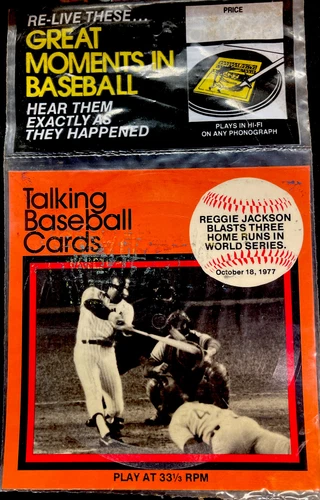 RE-LIVE THESE...
GREAT
MOMENTS IN
BASEBALL
HEAR THEM
EXACTLY AS
THEY HAPPENED
PRICE
PLAYS IN HI-FI
ON ANY PHONOGRAPH
Talking
Baseball
Cards
REGGIE JACKSON
BLASTS THREE
HOME RUNS IN
WORLD SERIES.
October 18, 1977
PLAY AT 33⅓ RPM